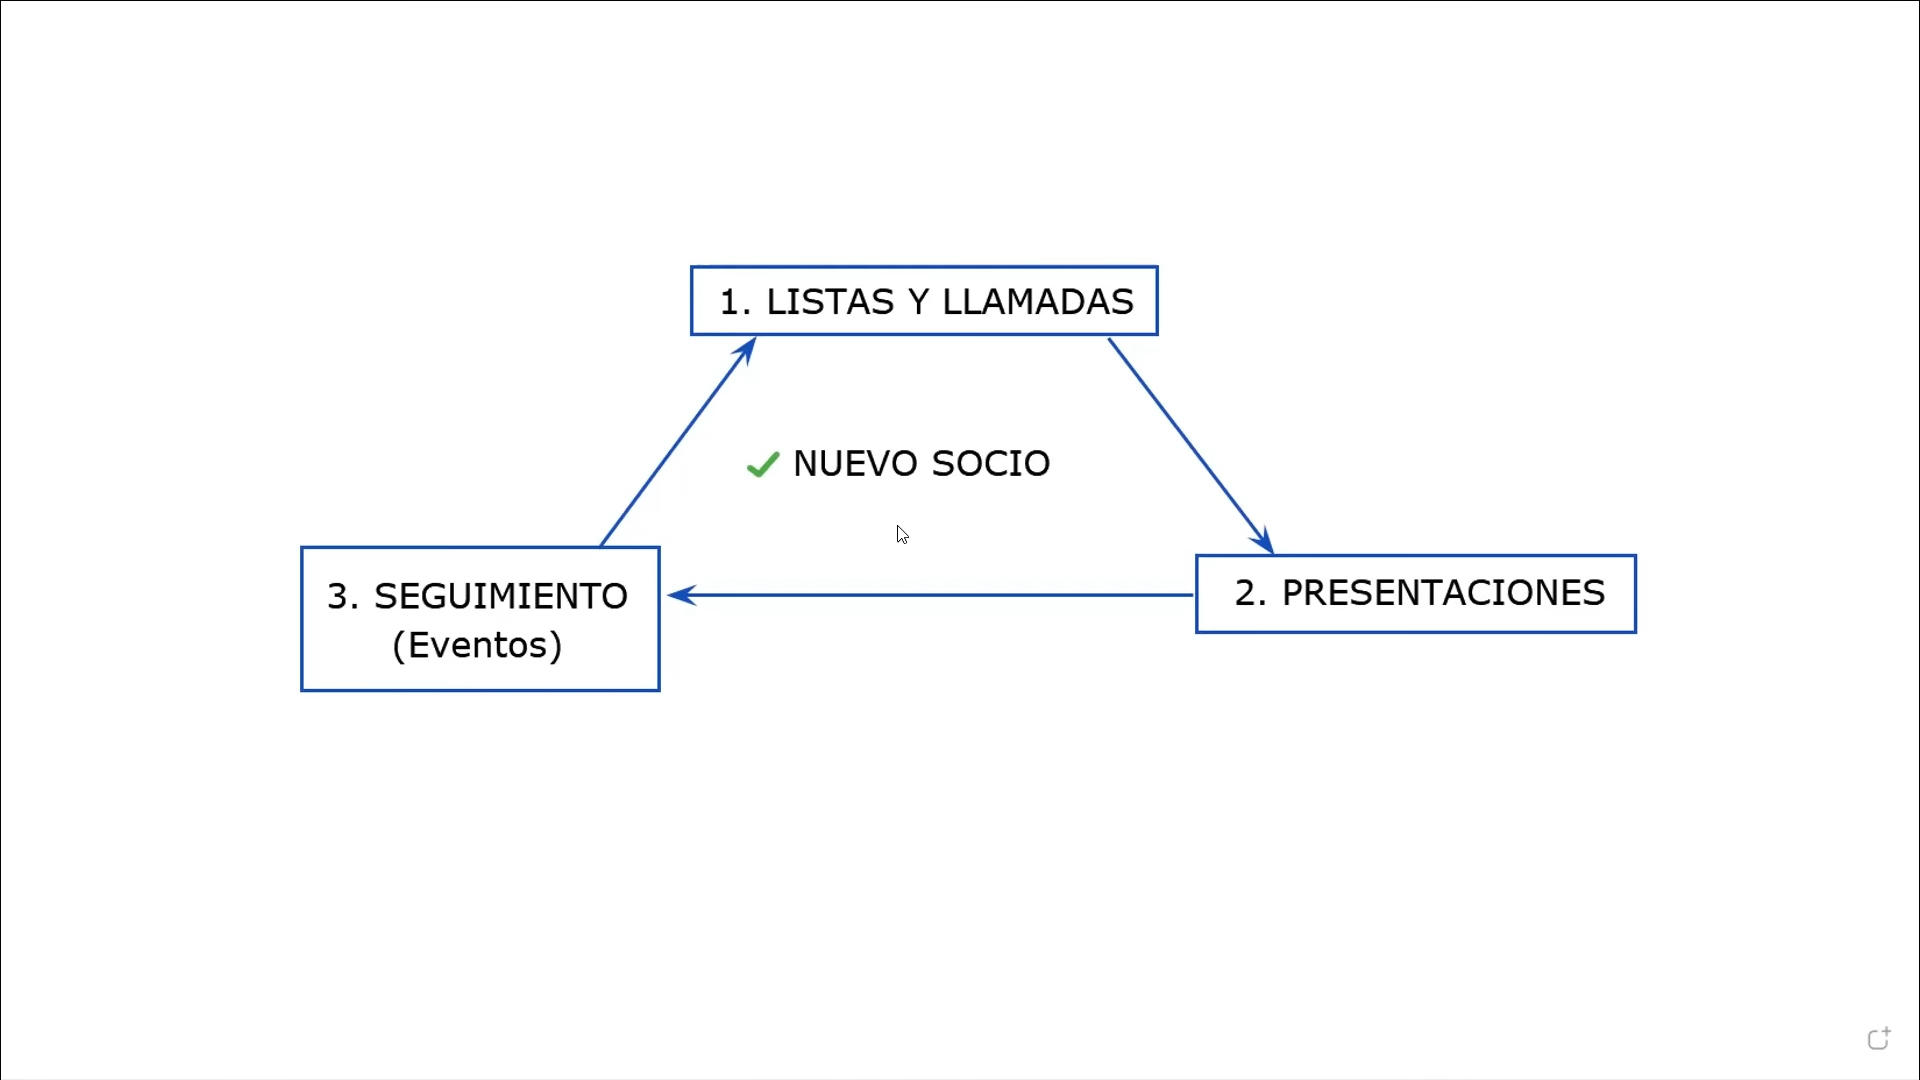 1. LISTAS Y LLAMADAS
NUEVO SOCIO
3. SEGUIMIENTO
(Eventos)
2. PRESENTACIONES